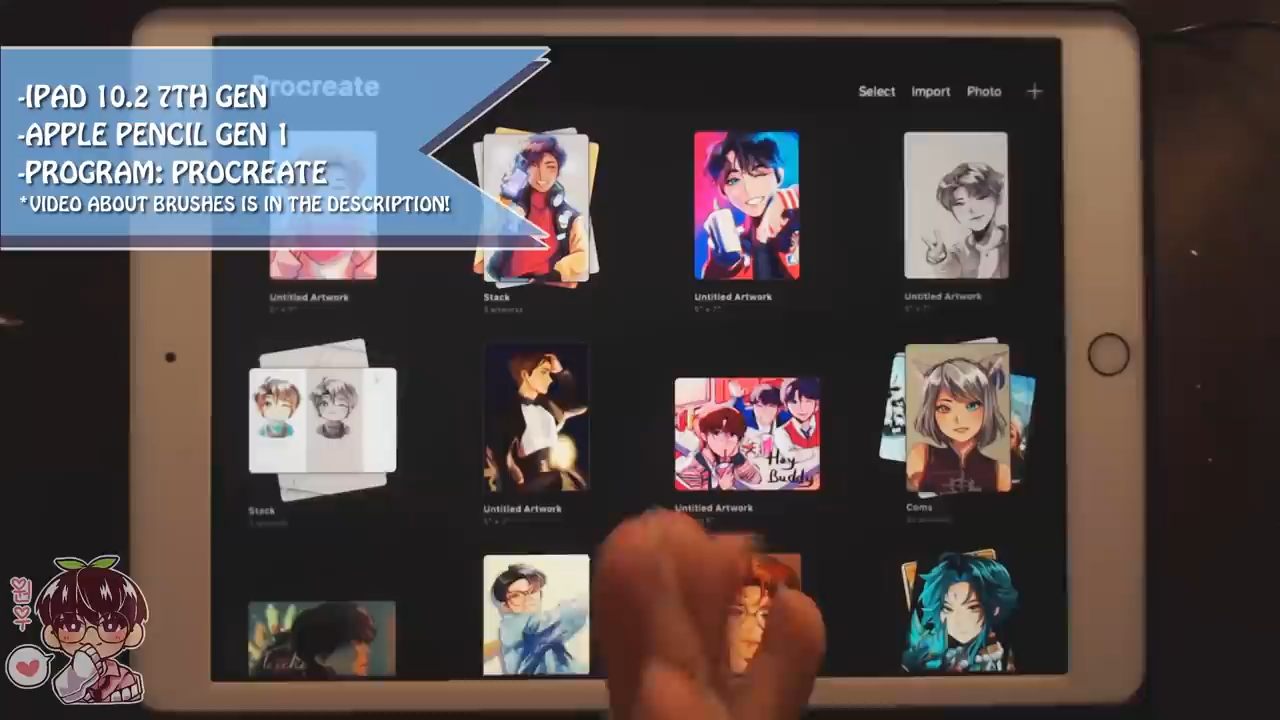 Procreate
-IPAD 10.2 7TH GEN
-APPLE PENCIL GEN 1
-PROGRAM: PROCREATE
*VIDEO ABOUT BRUSHES IS IN THE DESCRIPTION!
Select Import Photo
Untitled Artwork
Stack
Untitled Artwork
Untitled Artwork
Hey
Buddy
Stack
Untitled Artwork
Untitled Artwork
Coms